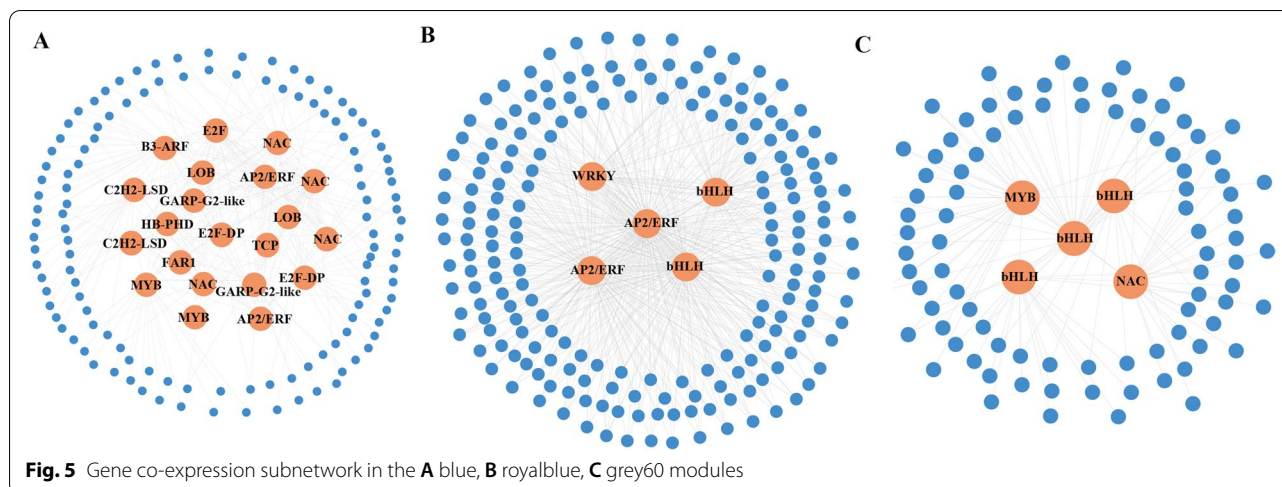 A
E2F
B3-ARF
NAC
LOB
AP2/ERF
NAC
C2H2-LSD
GARP-G2-like
LOB
HB-PHD
E2F-DP
NAC
C2H2-LSD
TCP
FAR1
E2F-DP
MYB
NAC
GARP-G2-like
MYB
AP2/ERF
B
WRKY
bHLH
AP2/ERF
AP2/ERF
bHLH
C
MYB
bHLH
bHLH
bHLH
NAC
Fig. 5 Gene co-expression subnetwork in the A blue, B royalblue, C grey60 modules